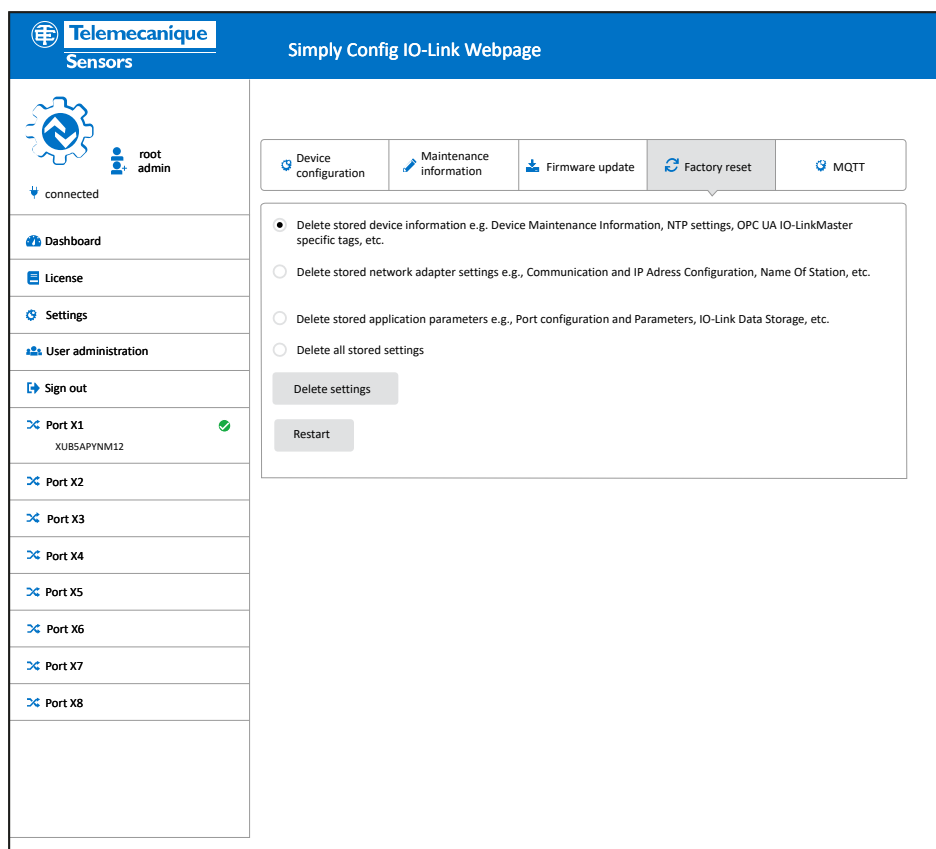 Telemecanique
Sensors
Simply Config IO-Link Webpage
root
admin
connected
Dashboard
License
Settings
User administration
Sign out
Port X1
XUB5APYNM12
Port X2
Port X3
Port X4
Port X5
Port X6
Port X7
Port X8
Device
configuration
Maintenance
information
Firmware update
Factory reset
MQTT
Delete stored device information e.g. Device Maintenance Information, NTP settings, OPC UA IO-LinkMaster
specific tags, etc.
Delete stored network adapter settings e.g., Communication and IP Adress Configuration, Name Of Station, etc.
Delete stored application parameters e.g., Port configuration and Parameters, IO-Link Data Storage, etc.
Delete all stored settings
Delete settings
Restart